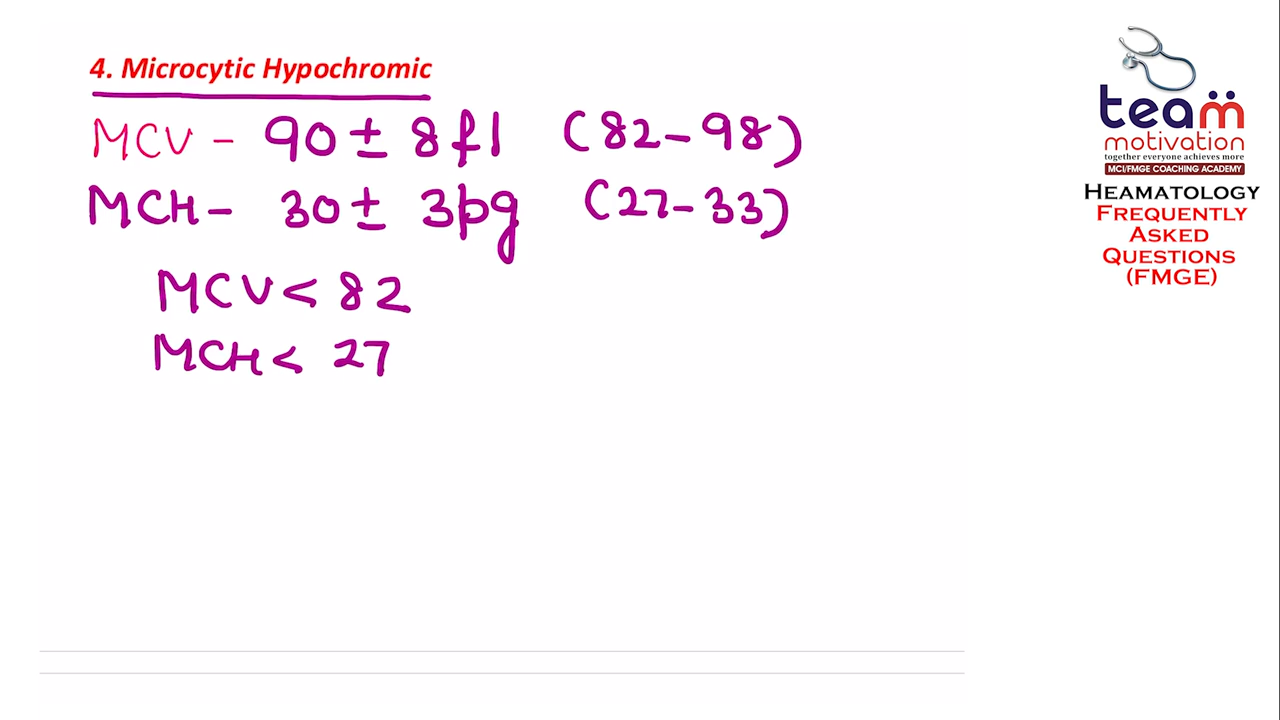 4. Microcytic Hypochromic
MCV - 90 ± 8 fl (82-98)
MCH - 30 ± 3pg (27-33)
MCV < 82
MCH < 27
team
motivation
together everyone achieves more
MCI/FMGE COACHING ACADEMY
HEAMATOLOGY
FREQUENTLY
ASKED
QUESTIONS
(FMGE)